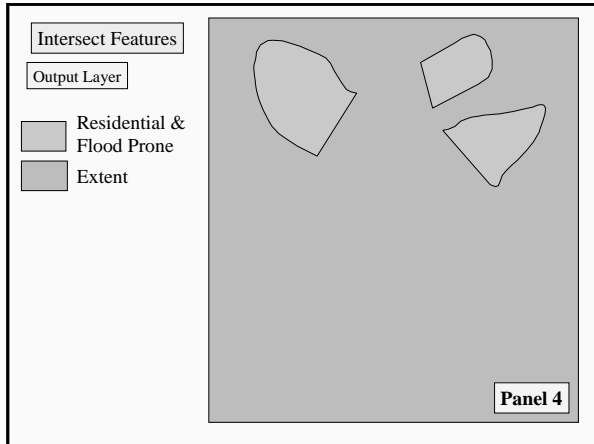 Intersect Features
Output Layer
Residential &
Flood Prone
Extent
Panel 4